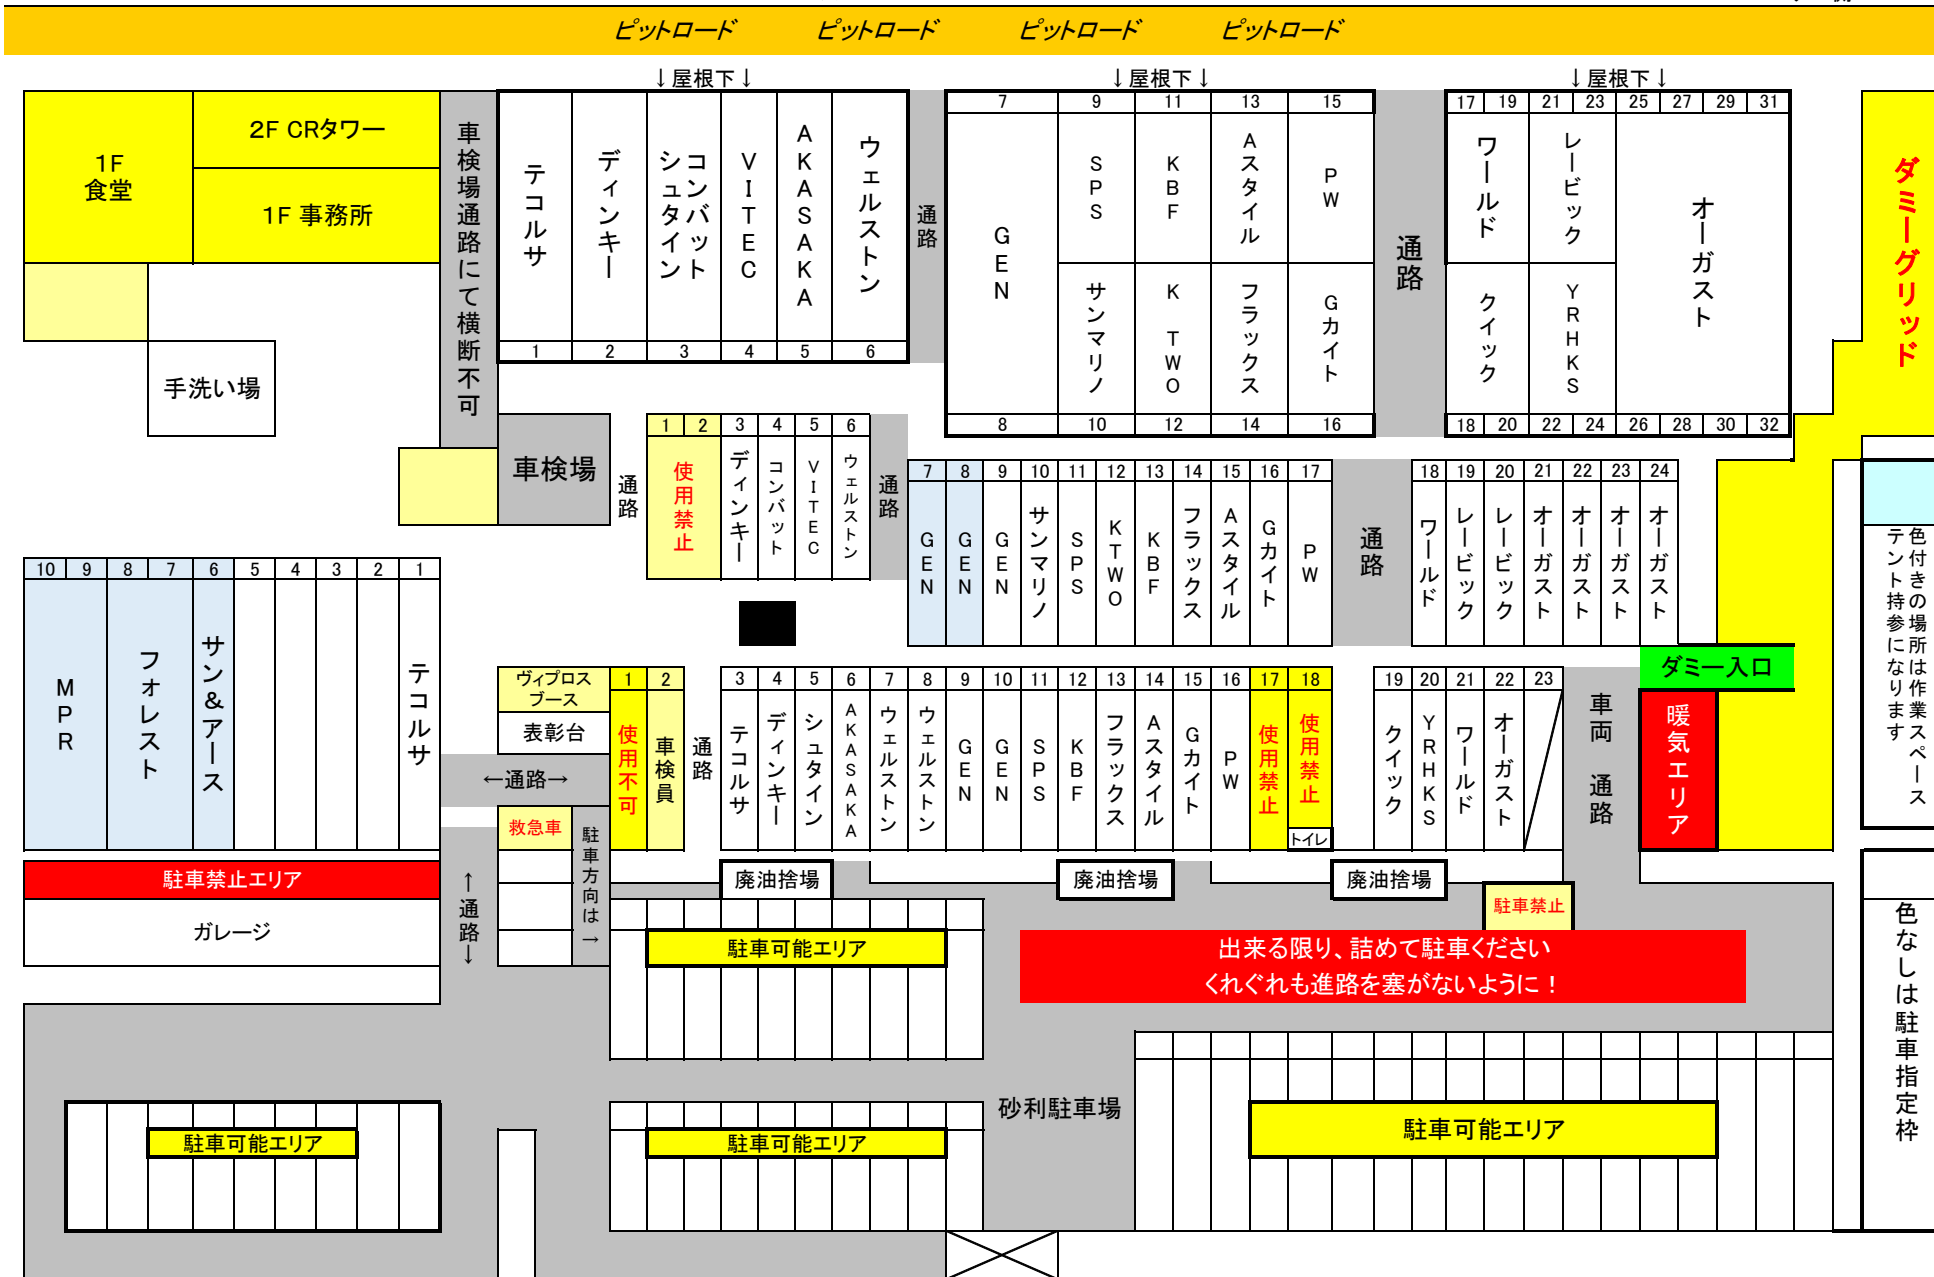 ピットロード ピットロード ピットロード ピットロード
↓屋根下↓ ↓屋根下↓ ↓屋根下↓
1F
食堂
2F CRタワー
1F 事務所
手洗い場
車検場通路にて横断不可
テコルサ
ディンキー
コンバット
シュタイン
VITEC
AKASAKA
ウェルストン
1 2 3 4 5 6
通路
7 9 11 13 15
GEN
SPS
KBF
Aスタイル
PW
サンマリノ
K TWO
フラックス
Gカイト
8 10 12 14 16
通路
17 19 21 23 25 27 29 31
ワールド
レービック
オーガスト
クイック
YRHKS
18 20 22 24 26 28 30 32
ダミーグリッド
車検場
通路
1 2 3 4 5 6
使用禁止
ディンキー
コンバット
VITEC
ウェルストン
通路
7 8 9 10 11 12 13 14 15 16 17
GEN
GEN
GEN
サンマリノ
SPS
KTWO
KBF
フラックス
Aスタイル
Gカイト
PW
通路
18 19 20 21 22 23 24
ワールド
レービック
レービック
オーガスト
オーガスト
オーガスト
オーガスト
色付きの場所は作業スペース
テント持参になります
10 9 8 7 6 5 4 3 2 1
MPR
フォレスト
サン&アース
テコルサ
ヴィプロス
ブース
表彰台
←通路→
救急車
駐車方向は→
1 2
使用不可
車検員
通路
3 4 5 6 7 8 9 10 11 12 13 14 15 16 17 18
テコルサ
ディンキー
シュタイン
AKASAKA
ウェルストン
ウェルストン
GEN
GEN
SPS
KBF
フラックス
Aスタイル
Gカイト
PW
使用禁止
使用禁止
トイレ
19 20 21 22 23
クイック
YRHKS
ワールド
オーガスト
車両 通路
ダミー入口
暖気エリア
駐車禁止エリア
ガレージ
←通路→
廃油捨場 廃油捨場 廃油捨場
駐車禁止
駐車可能エリア
出来る限り、詰めて駐車ください
くれぐれも進路を塞がないように！
色なしは駐車指定枠
砂利駐車場
駐車可能エリア
駐車可能エリア
駐車可能エリア